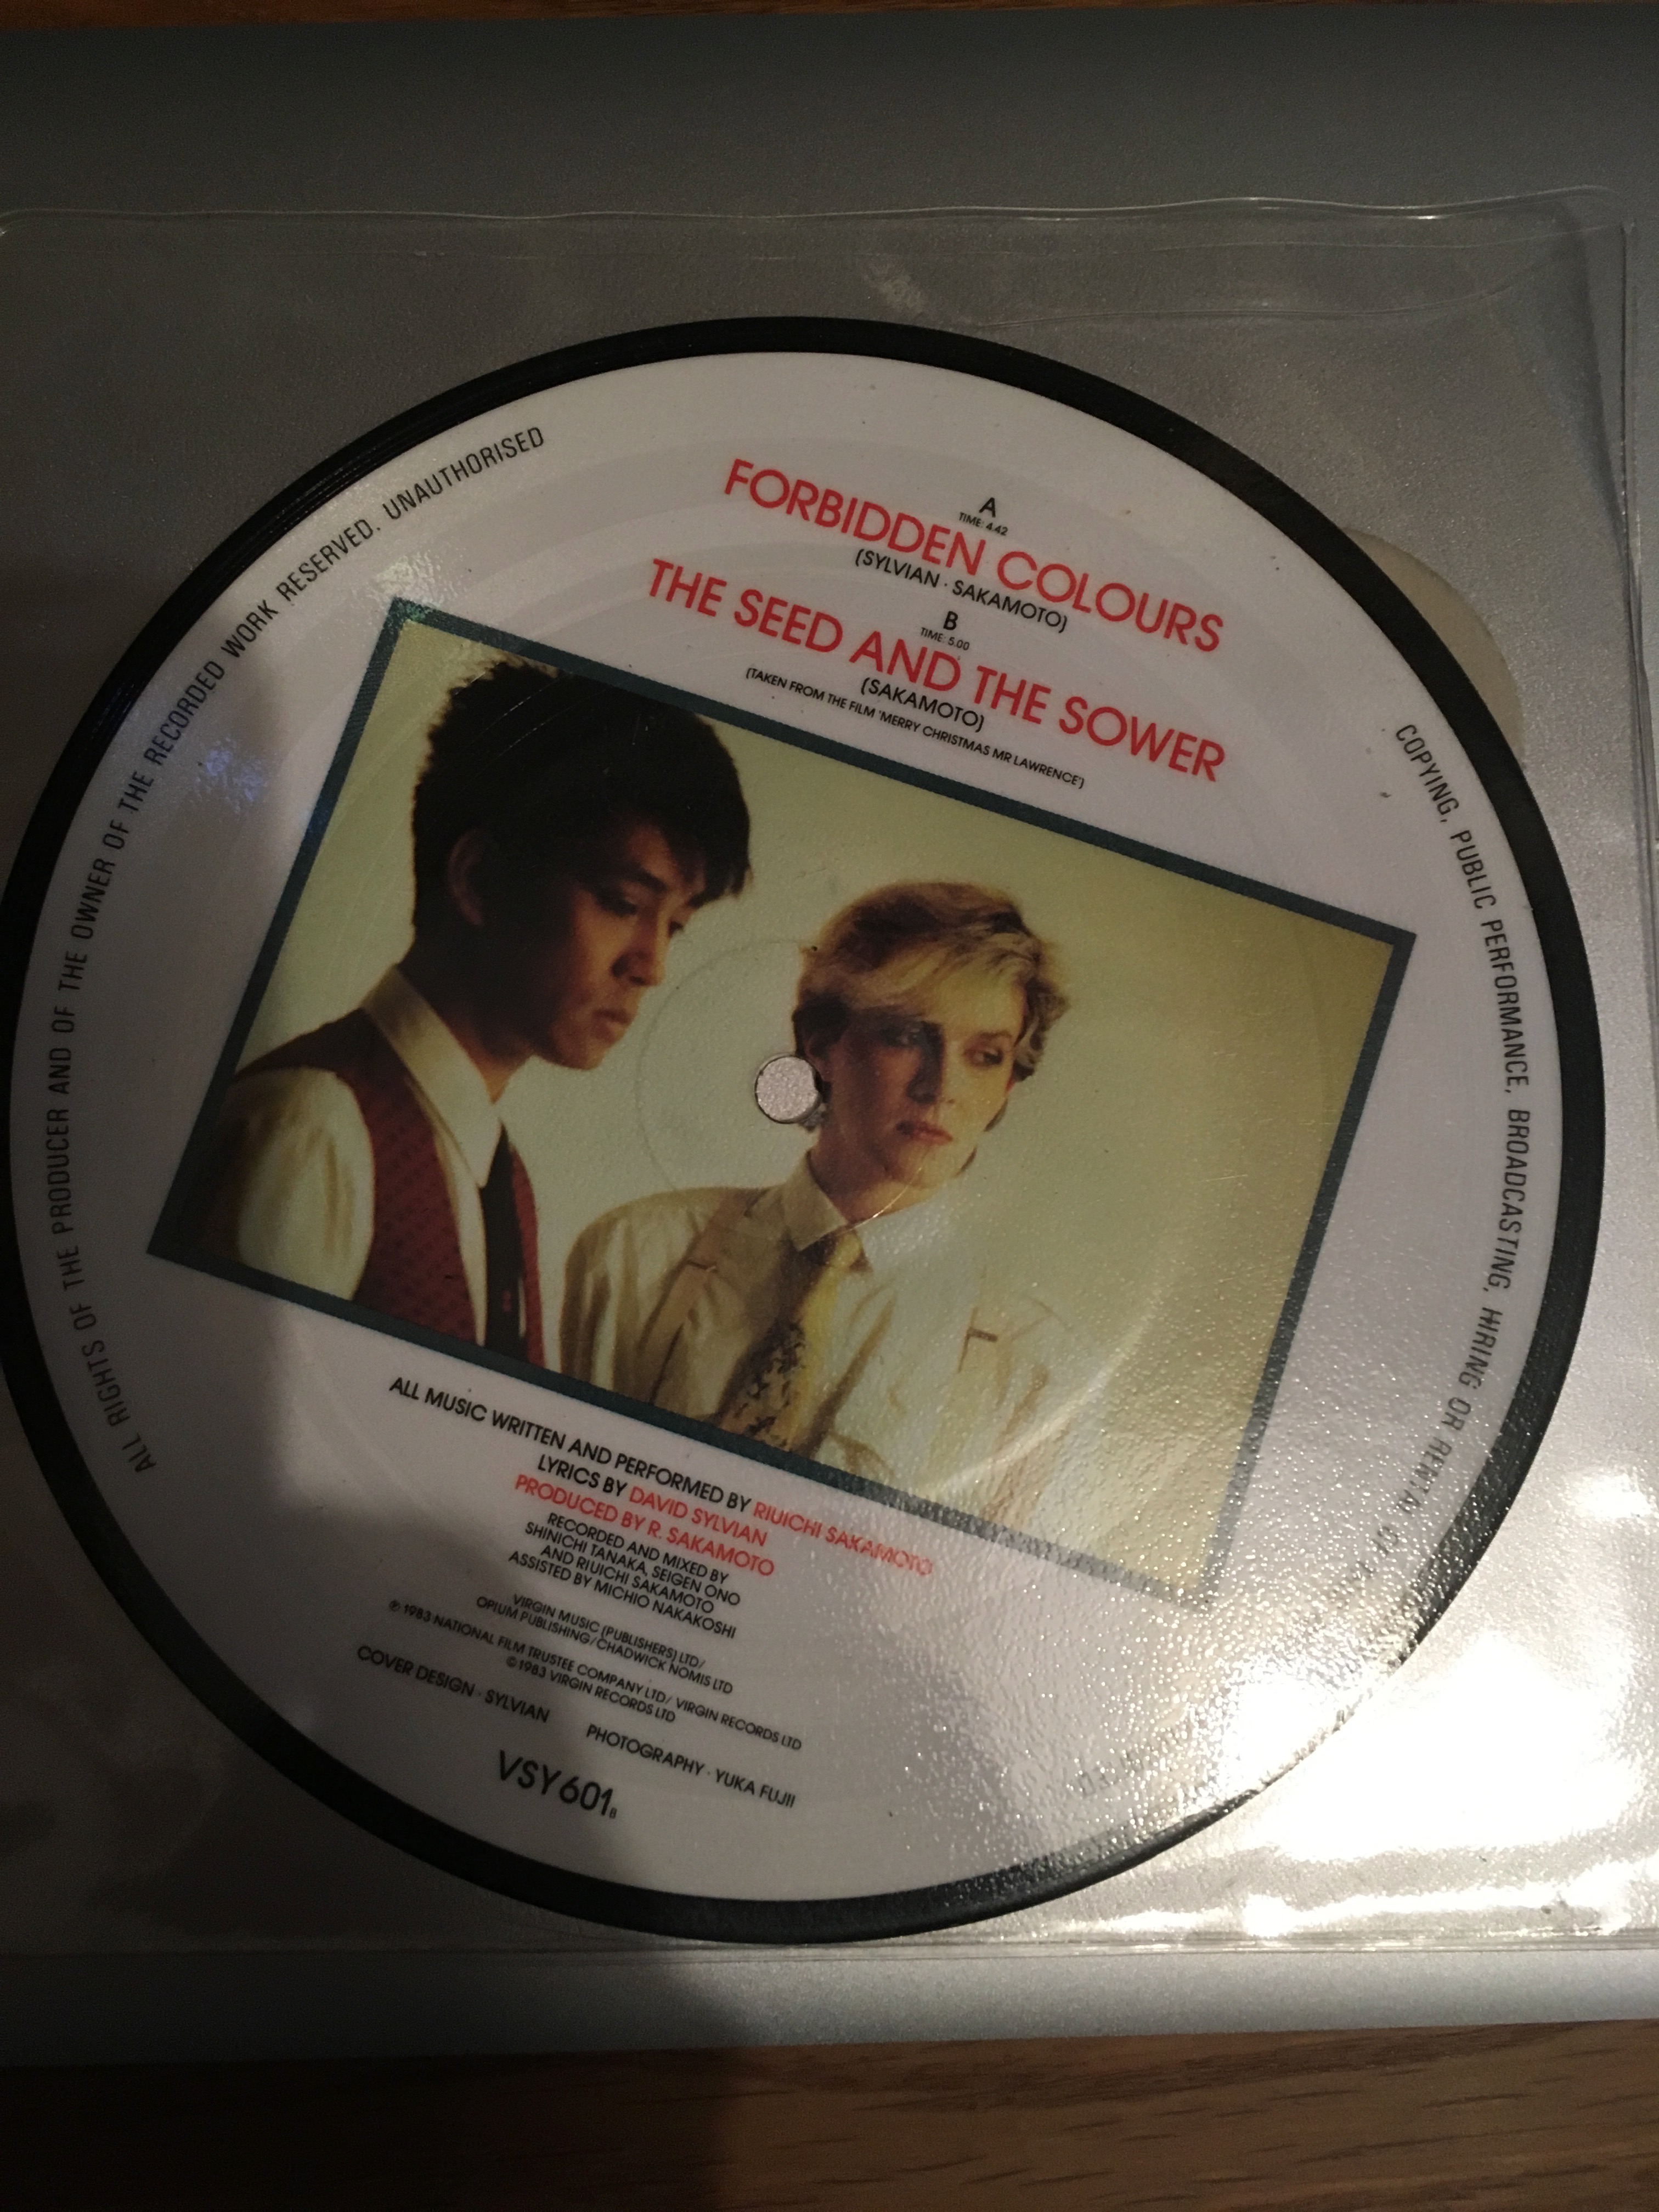 A
TIME: 4.42
FORBIDDEN COLOURS
(SYLVIAN · SAKAMOTO)
B
TIME: 5.00
THE SEED AND THE SOWER
(SAKAMOTO)
(TAKEN FROM THE FILM 'MERRY CHRISTMAS MR LAWRENCE')
ALL MUSIC WRITTEN AND PERFORMED BY RIUICHI SAKAMOTO
LYRICS BY DAVID SYLVIAN
PRODUCED BY R. SAKAMOTO
RECORDED AND MIXED BY
SHINICHI TANAKA, SEIGEN ONO
AND RIUICHI SAKAMOTO
ASSISTED BY MICHIO NAKAKOSHI
VIRGIN MUSIC (PUBLISHERS) LTD/
OPIUM PUBLISHING/CHADWICK NOMIS LTD
℗ 1983 NATIONAL FILM TRUSTEE COMPANY LTD/ VIRGIN RECORDS LTD
© 1983 VIRGIN RECORDS LTD
COVER DESIGN · SYLVIAN PHOTOGRAPHY · YUKA FUJII
VSY601B
ALL RIGHTS OF THE PRODUCER AND OF THE OWNER OF THE RECORDED WORK RESERVED. UNAUTHORISED
COPYING, PUBLIC PERFORMANCE, BROADCASTING, HIRING OR RENTAL OF